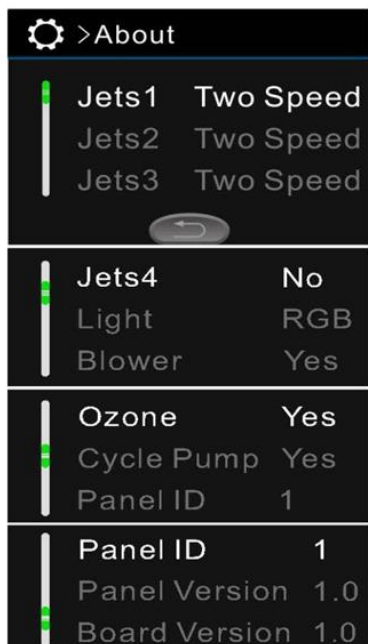 >About
Jets1 Two Speed
Jets2 Two Speed
Jets3 Two Speed
Jets4 No
Light RGB
Blower Yes
Ozone Yes
Cycle Pump Yes
Panel ID 1
Panel ID 1
Panel Version 1.0
Board Version 1.0